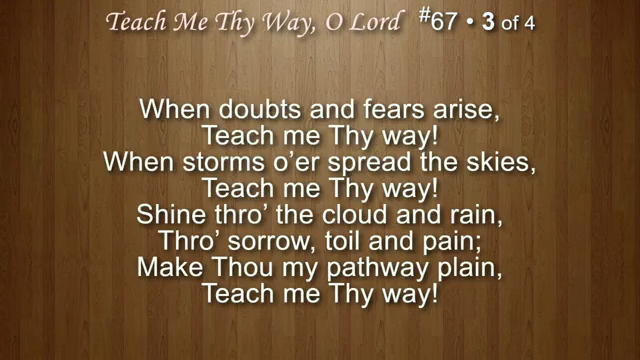 Teach Me Thy Way, O Lord #67 • 3 of 4
When doubts and fears arise,
Teach me Thy way!
When storms o’er spread the skies,
Teach me Thy way!
Shine thro’ the cloud and rain,
Thro’ sorrow, toil and pain;
Make Thou my pathway plain,
Teach me Thy way!